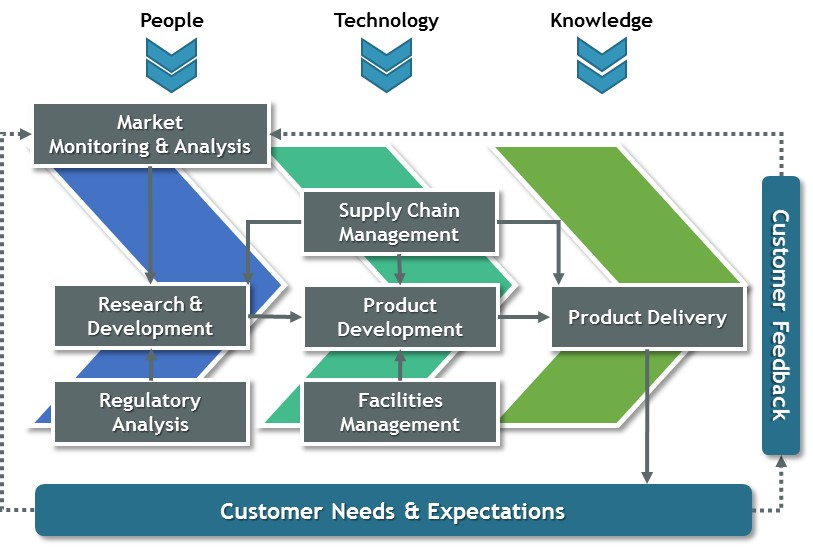 People
Technology
Knowledge
Market
Monitoring & Analysis
Supply Chain
Management
Research &
Development
Product
Development
Product Delivery
Regulatory
Analysis
Facilities
Management
Customer Feedback
Customer Needs & Expectations